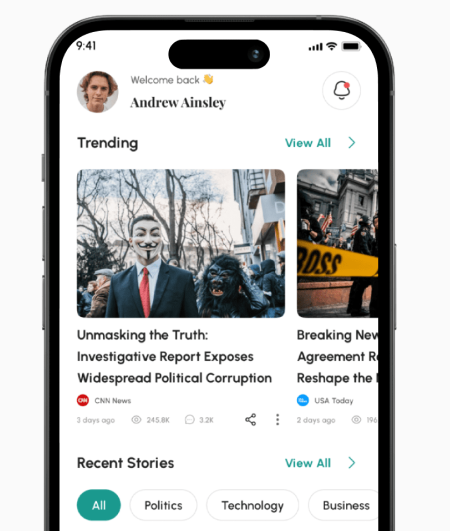 9:41
Welcome back 👋
Andrew Ainsley
Trending
View All
Unmasking the Truth:
Investigative Report Exposes
Widespread Political Corruption
CNN
CNN News
2 days ago
245.8K
3.2K
Breaking New
Agreement R
Reshape the
USA Today
2 days ago
196
Recent Stories
View All
All
Politics
Technology
Business